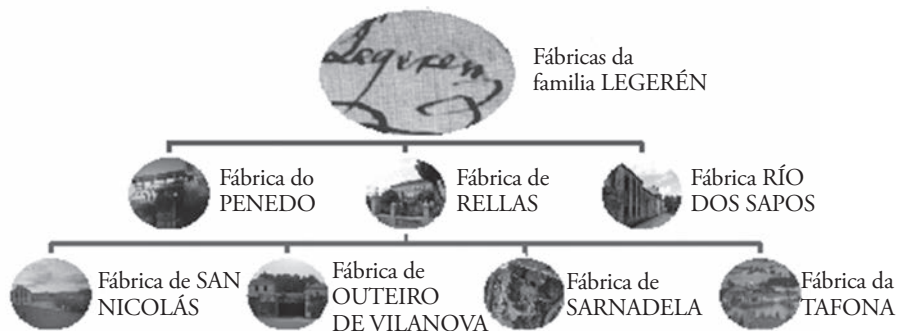 Legeren
Fábricas da
familia LEGERÉN
Fábrica do
PENEDO
Fábrica de
RELLAS
Fábrica RÍO
DOS SAPOS
Fábrica de SAN
NICOLÁS
Fábrica de
OUTEIRO
DE VILANOVA
Fábrica de
SARNADELA
Fábrica da
TAFONA